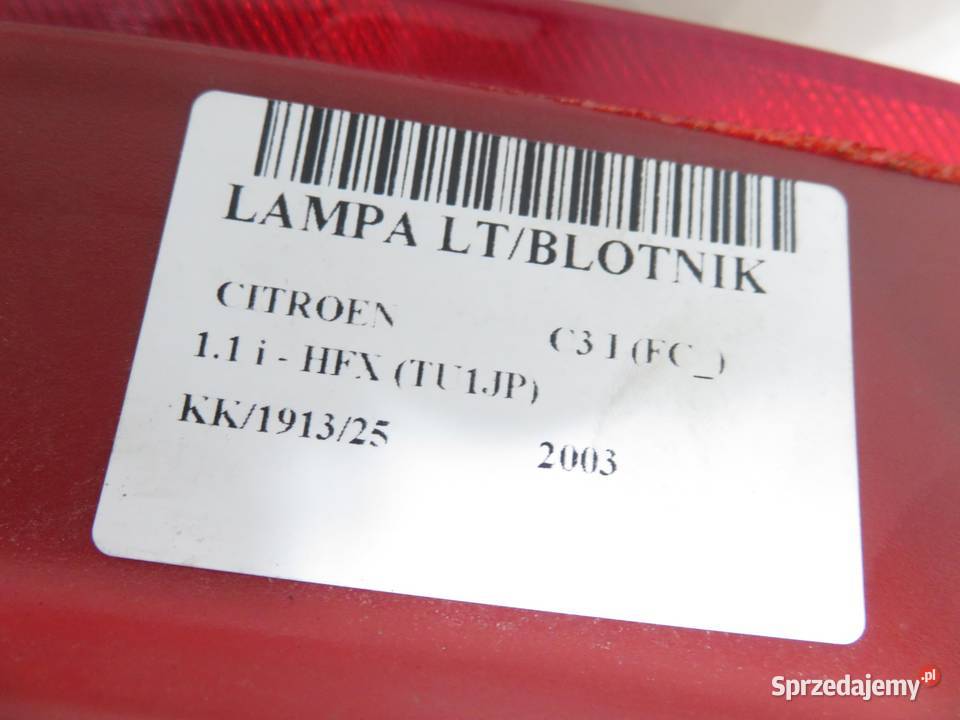 LAMPA LT/BLOTNIK
CITROEN C3 I (FC_)
1.1 i - HFX (TU1JP)
KK/1913/25 2003
Sprzedajemy.pl